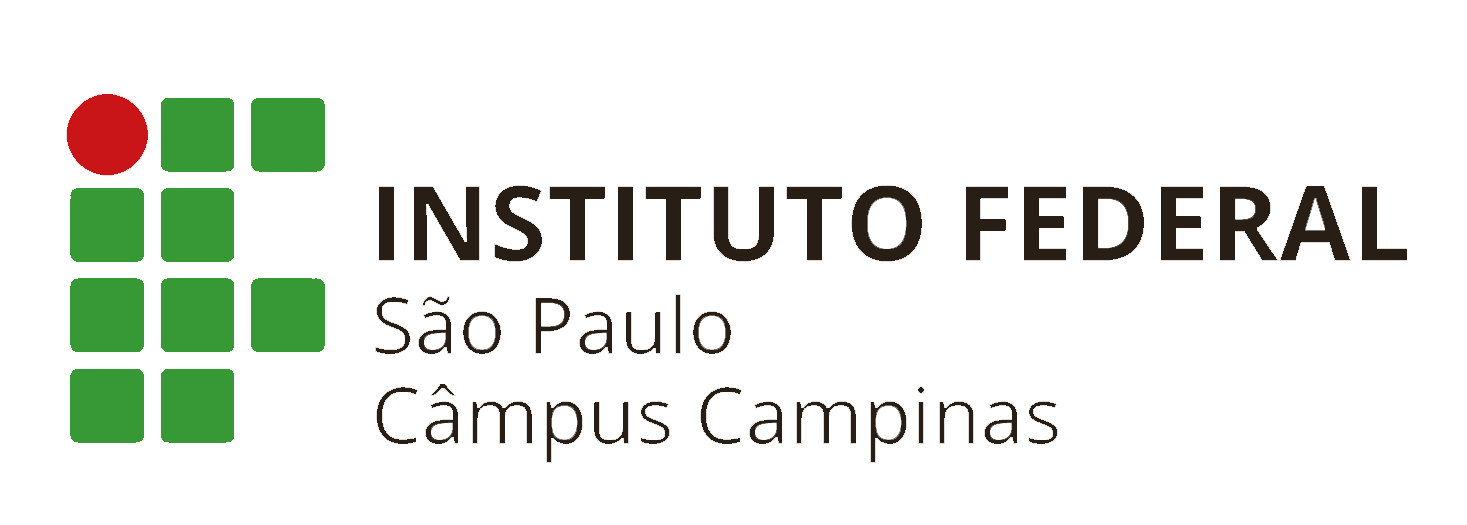 INSTITUTO FEDERAL
São Paulo
Câmpus Campinas